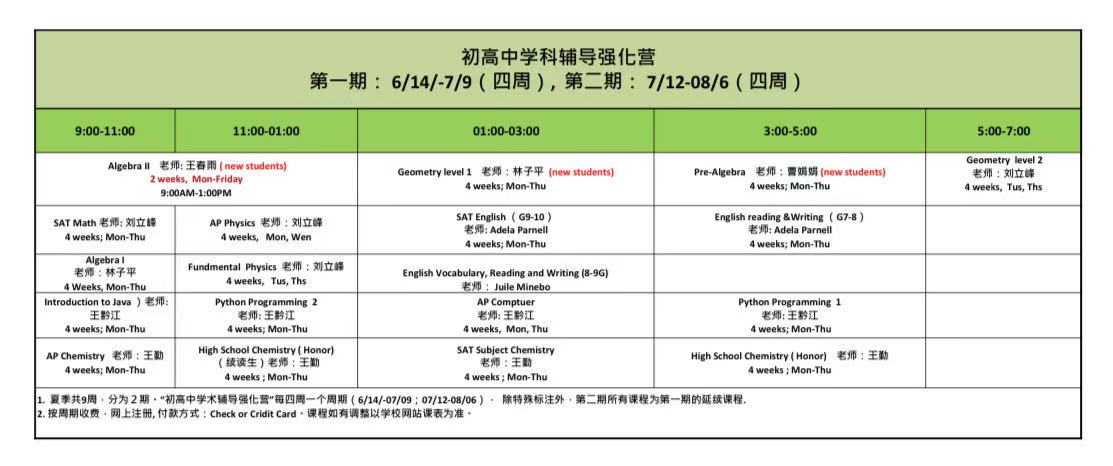 初高中学科辅导强化营
第一期： 6/14/-7/9（四周）, 第二期： 7/12-08/6（四周）
9:00-11:00
11:00-01:00
01:00-03:00
3:00-5:00
5:00-7:00
Algebra II 老师: 王春雨 ( new students)
2 weeks, Mon-Friday
9:00AM-1:00PM
Geometry level 1 老师：林子平 (new students)
4 weeks; Mon-Thu
Pre-Algebra 老师：曹娟娟 (new students)
4 weeks; Mon-Thu
Geometry level 2
老师：刘立峰
4 weeks, Tus, Ths
SAT Math 老师: 刘立峰
4 weeks; Mon-Thu
AP Physics 老师：刘立峰
4 weeks, Mon, Wen
SAT English （G9-10）
老师: Adela Parnell
4 weeks; Mon-Thu
English reading &Writing（ G7-8 ）
老师: Adela Parnell
4 weeks; Mon-Thu
Algebra I
老师：林子平
4 Weeks, Mon-Thu
Fundmental Physics 老师：刘立峰
4 weeks, Tus, Ths
English Vocabulary, Reading and Writing (8-9G)
老师： Juile Minebo
Introduction to Java ）老师:
王黔江
4 weeks; Mon-Thu
Python Programming 2
老师: 王黔江
4 weeks; Mon-Thu
AP Comptuer
老师: 王黔江
4 weeks, Mon, Thu
Python Programming 1
老师: 王黔江
4 weeks; Mon-Thu
AP Chemistry 老师：王勤
4 weeks; Mon-Thu
High School Chemistry ( Honor)
（续读生）老师：王勤
4 weeks ; Mon-Thu
SAT Subject Chemistry
老师：王勤
4 weeks ; Mon-Thu
High School Chemistry ( Honor) 老师：王勤
4 weeks ; Mon-Thu
1. 夏季共9周，分为２期。“初高中学术辅导强化营”每四周一个周期（6/14/-07/09；07/12-08/06）． 除特殊标注外，第二期所有课程为第一期的延续课程.
2. 按周期收费，网上注册, 付款方式：Check or Cridit Card。课程如有调整以学校网站课表为准。